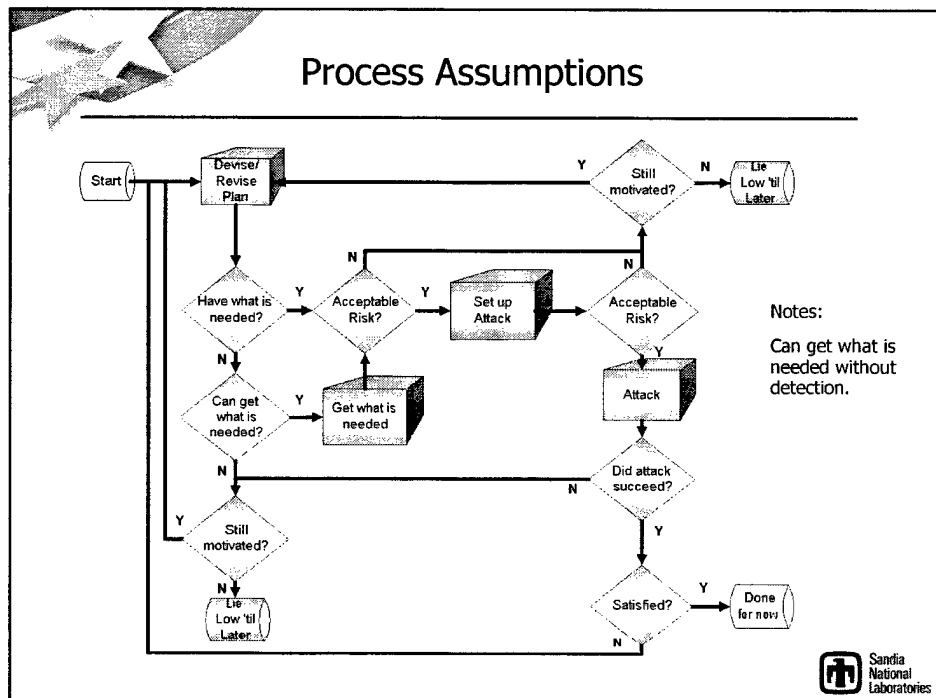 Process Assumptions
Start
Devise/
Revise
Plan
Y
Still
motivated?
N
Lie
Low 'til
Later
N
N
Have what is
needed?
Y
Acceptable
Risk?
Y
Set up
Attack
Acceptable
Risk?
Notes:
Can get what is
needed without
detection.
N
Y
Can get
what is
needed?
Y
Get what is
needed
Attack
N
Did attack
succeed?
N
Y
Still
motivated?
Y
N
Lie
Low 'til
Later
Satisfied?
Y
Done
for now
N
Sandia
National
Laboratories